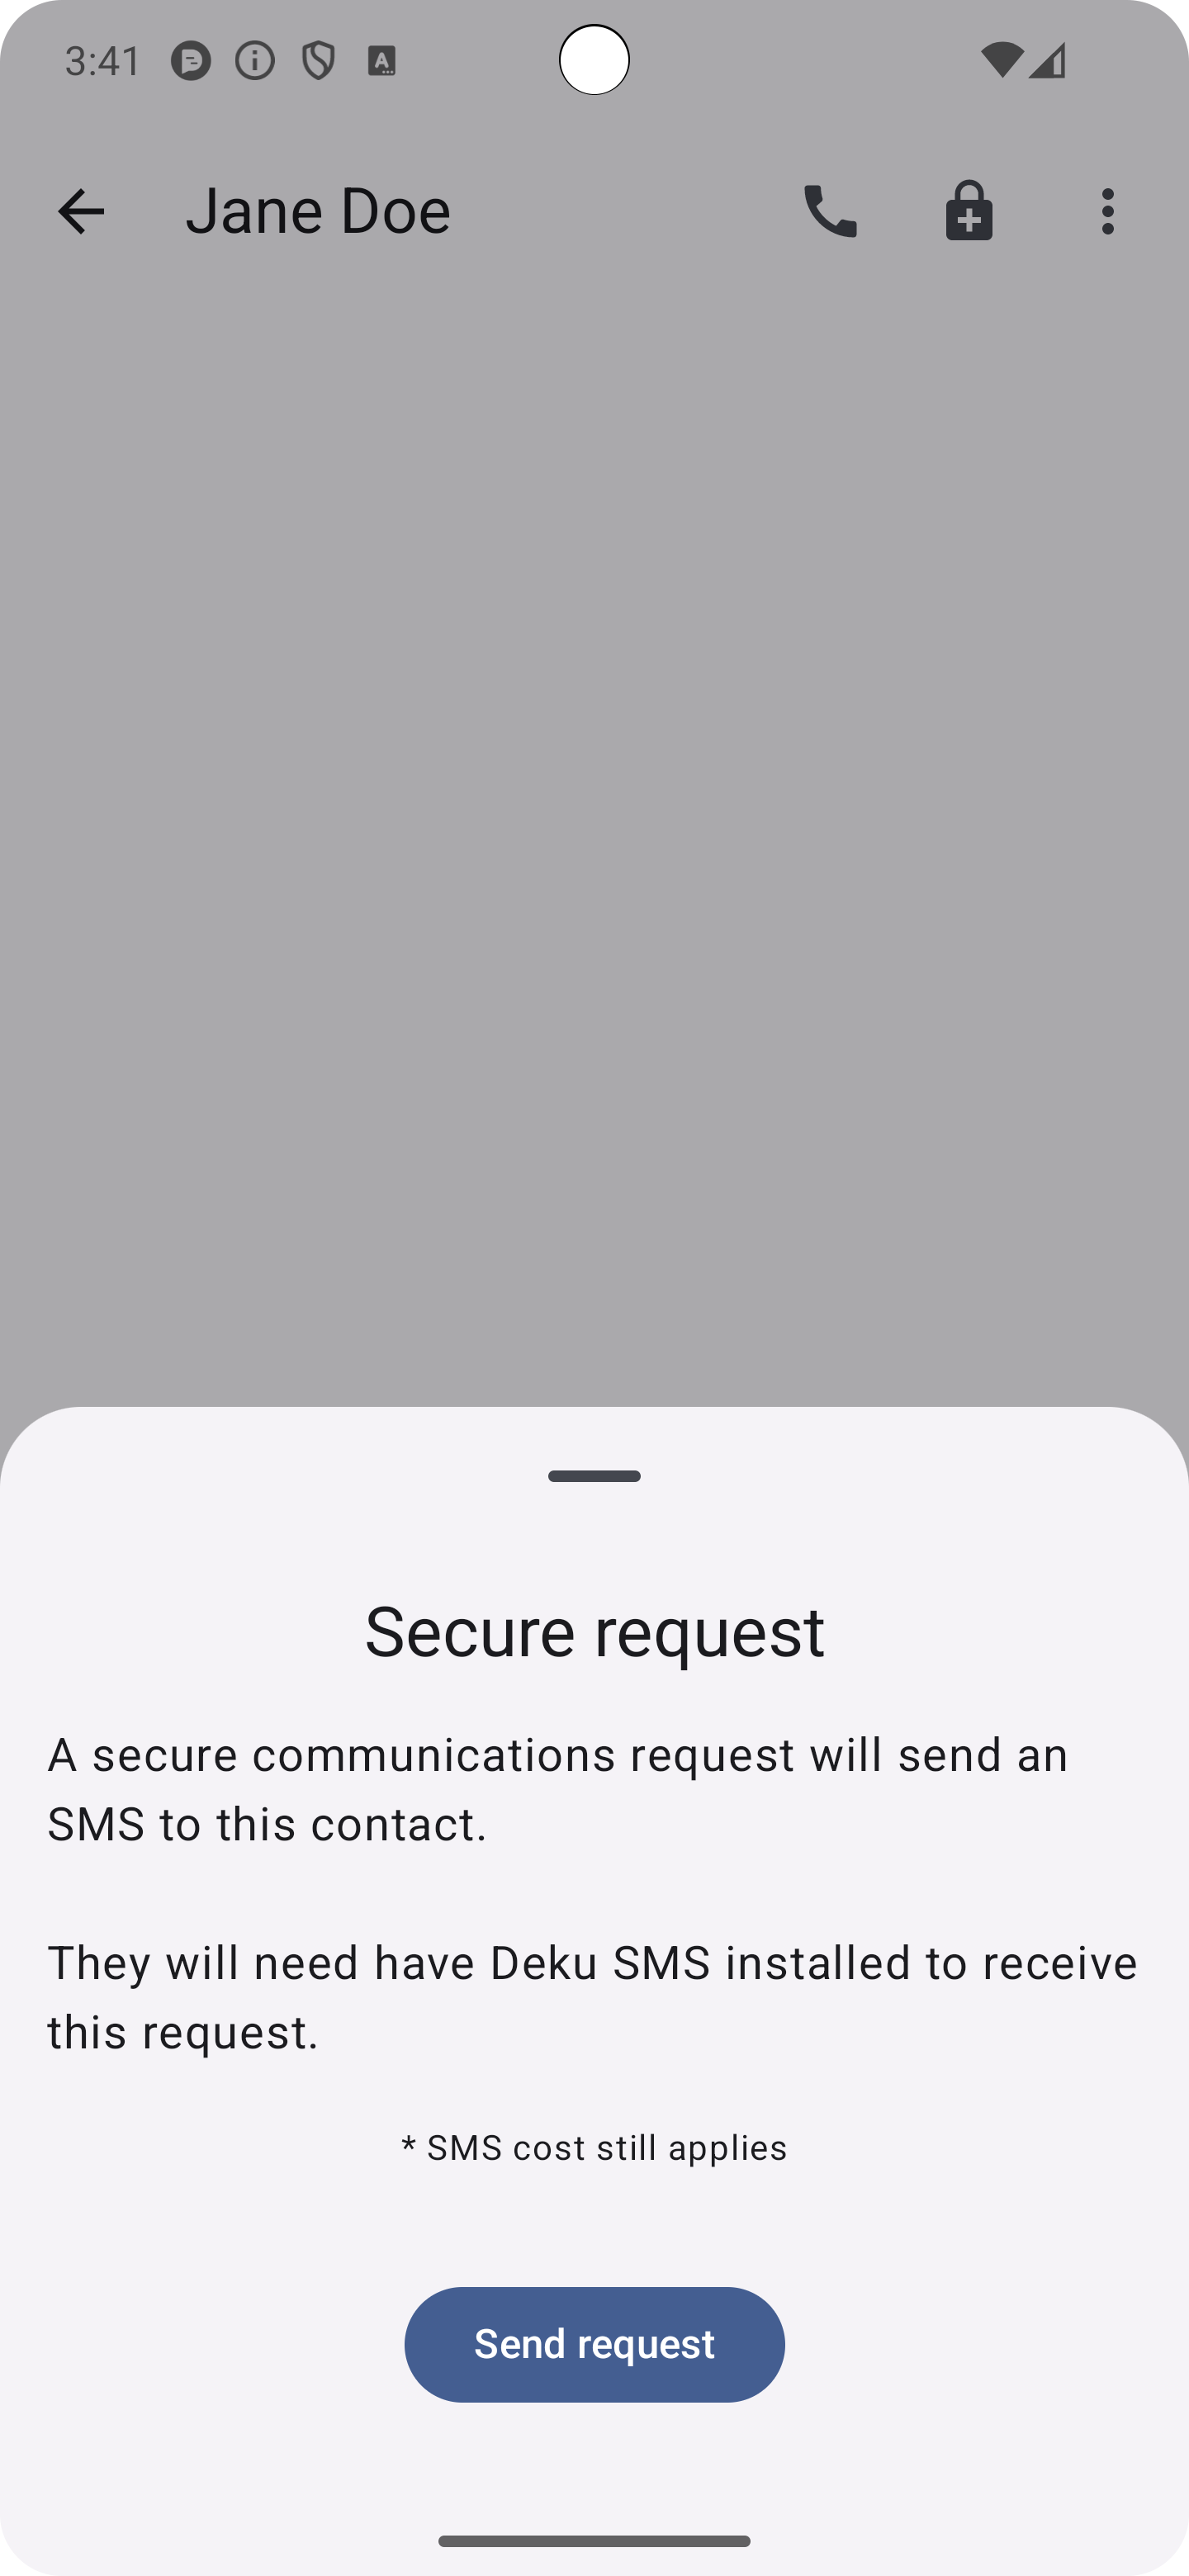 3:41
Jane Doe
Secure request
A secure communications request will send an
SMS to this contact.
They will need have Deku SMS installed to receive
this request.
* SMS cost still applies
Send request